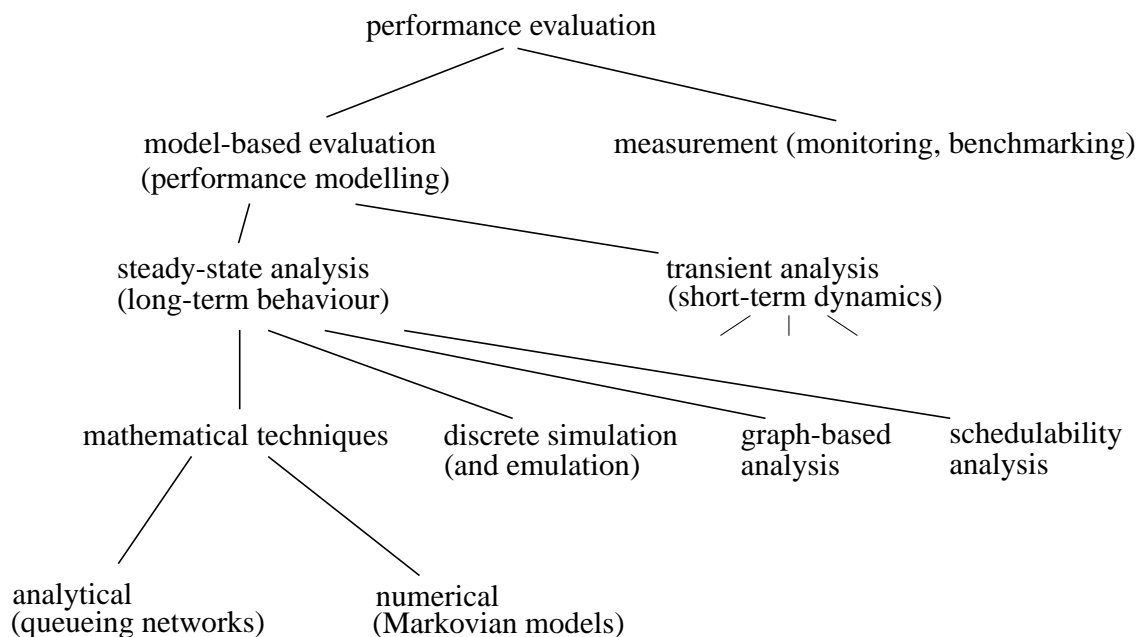 performance evaluation
model-based evaluation
(performance modelling)
measurement (monitoring, benchmarking)
steady-state analysis
(long-term behaviour)
transient analysis
(short-term dynamics)
mathematical techniques
discrete simulation
(and emulation)
graph-based
analysis
schedulability
analysis
analytical
(queueing networks)
numerical
(Markovian models)